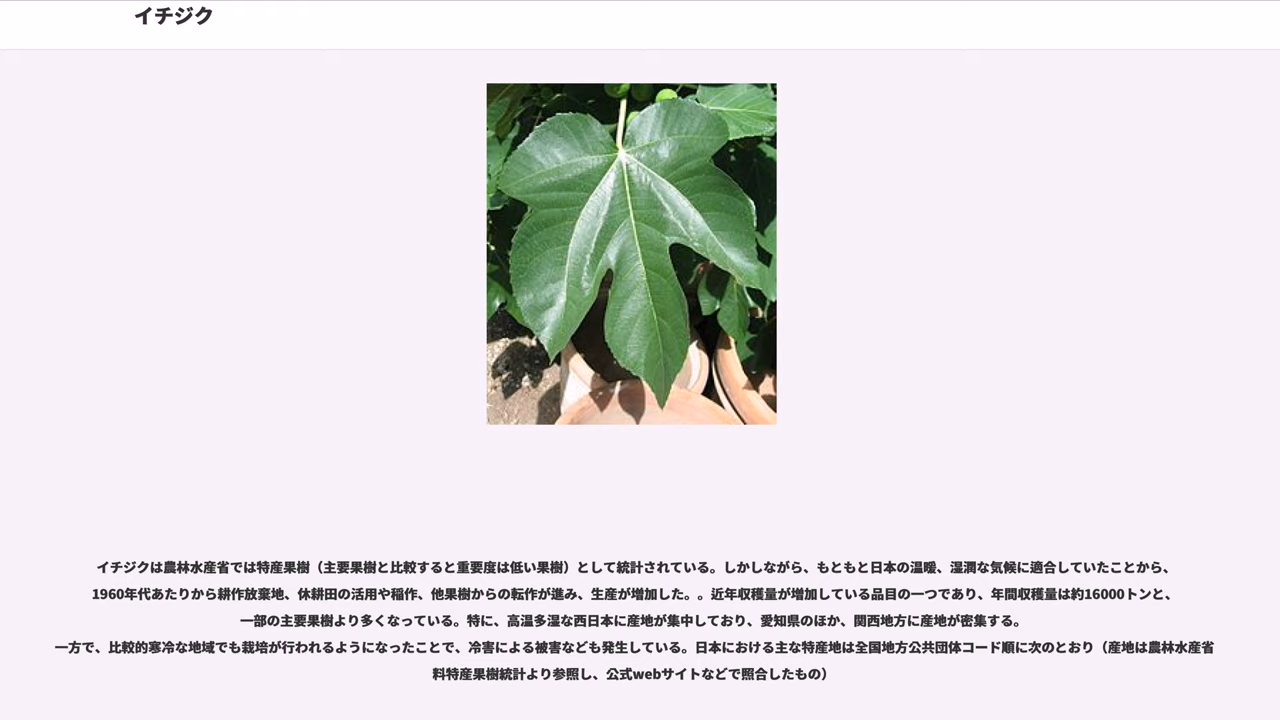 イチジク
イチジクは農林水産省では特産果樹（主要果樹と比較すると重要度は低い果樹）として統計されている。しかしながら、もともと日本の温暖、湿潤な気候に適合していたことから、
1960年代あたりから耕作放棄地、休耕田の活用や稲作、他果樹からの転作が進み、生産が増加した。。近年収穫量が増加している品目の一つであり、年間収穫量は約16000トンと、
一部の主要果樹より多くなっている。特に、高温多湿な西日本に産地が集中しており、愛知県のほか、関西地方に産地が密集する。
一方で、比較的寒冷な地域でも栽培が行われるようになったことで、冷害による被害なども発生している。日本における主な特産地は全国地方公共団体コード順に次のとおり（産地は農林水産省
料特産果樹統計より参照し、公式webサイトなどで照合したもの）